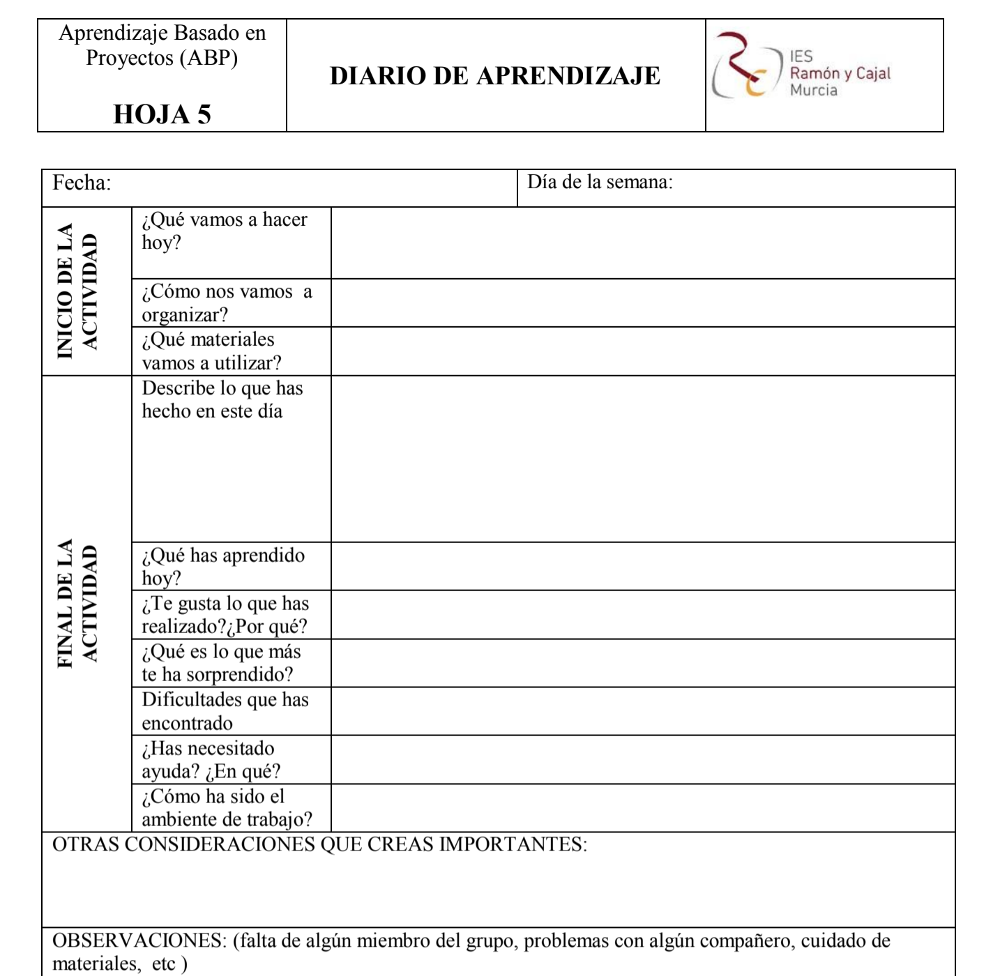 Aprendizaje Basado en
Proyectos (ABP)
HOJA 5
DIARIO DE APRENDIZAJE
IES
Ramón y Cajal
Murcia
Fecha:
Día de la semana:
INICIO DE LA
ACTIVIDAD
¿Qué vamos a hacer
hoy?
¿Cómo nos vamos  a
organizar?
¿Qué materiales
vamos a utilizar?
FINAL DE LA
ACTIVIDAD
Describe lo que has
hecho en este día
¿Qué has aprendido
hoy?
¿Te gusta lo que has
realizado?¿Por qué?
¿Qué es lo que más
te ha sorprendido?
Dificultades que has
encontrado
¿Has necesitado
ayuda? ¿En qué?
¿Cómo ha sido el
ambiente de trabajo?
OTRAS CONSIDERACIONES QUE CREAS IMPORTANTES:
OBSERVACIONES: (falta de algún miembro del grupo, problemas con algún compañero, cuidado de
materiales,  etc )